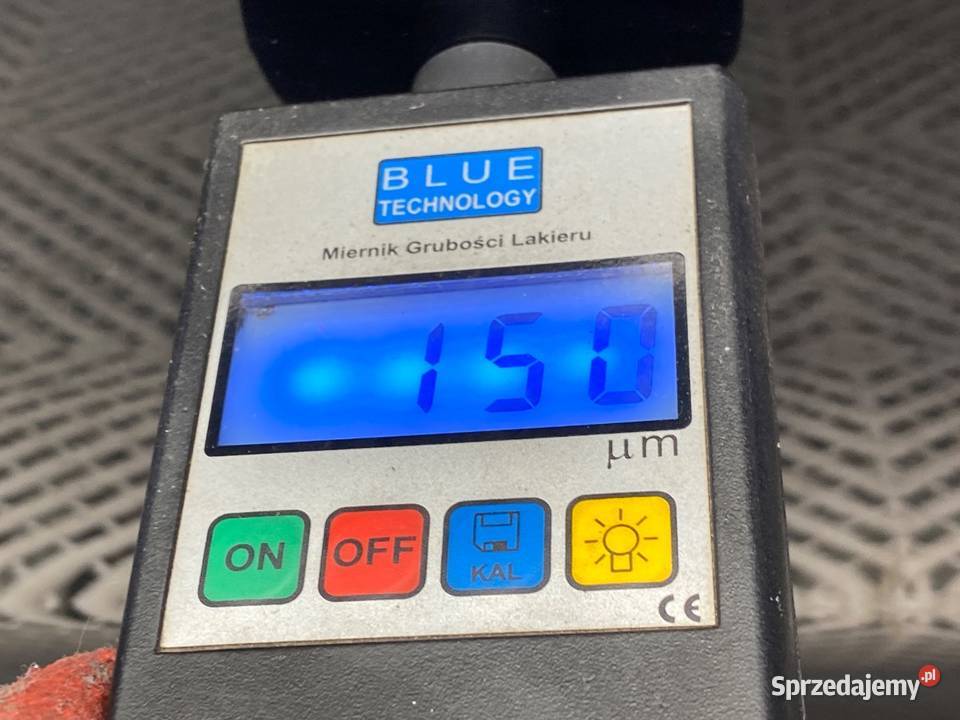 BLUE
TECHNOLOGY
Miernik Grubości Lakieru
150
μm
ON
OFF
KAL
CE
Sprzedajemy.pl